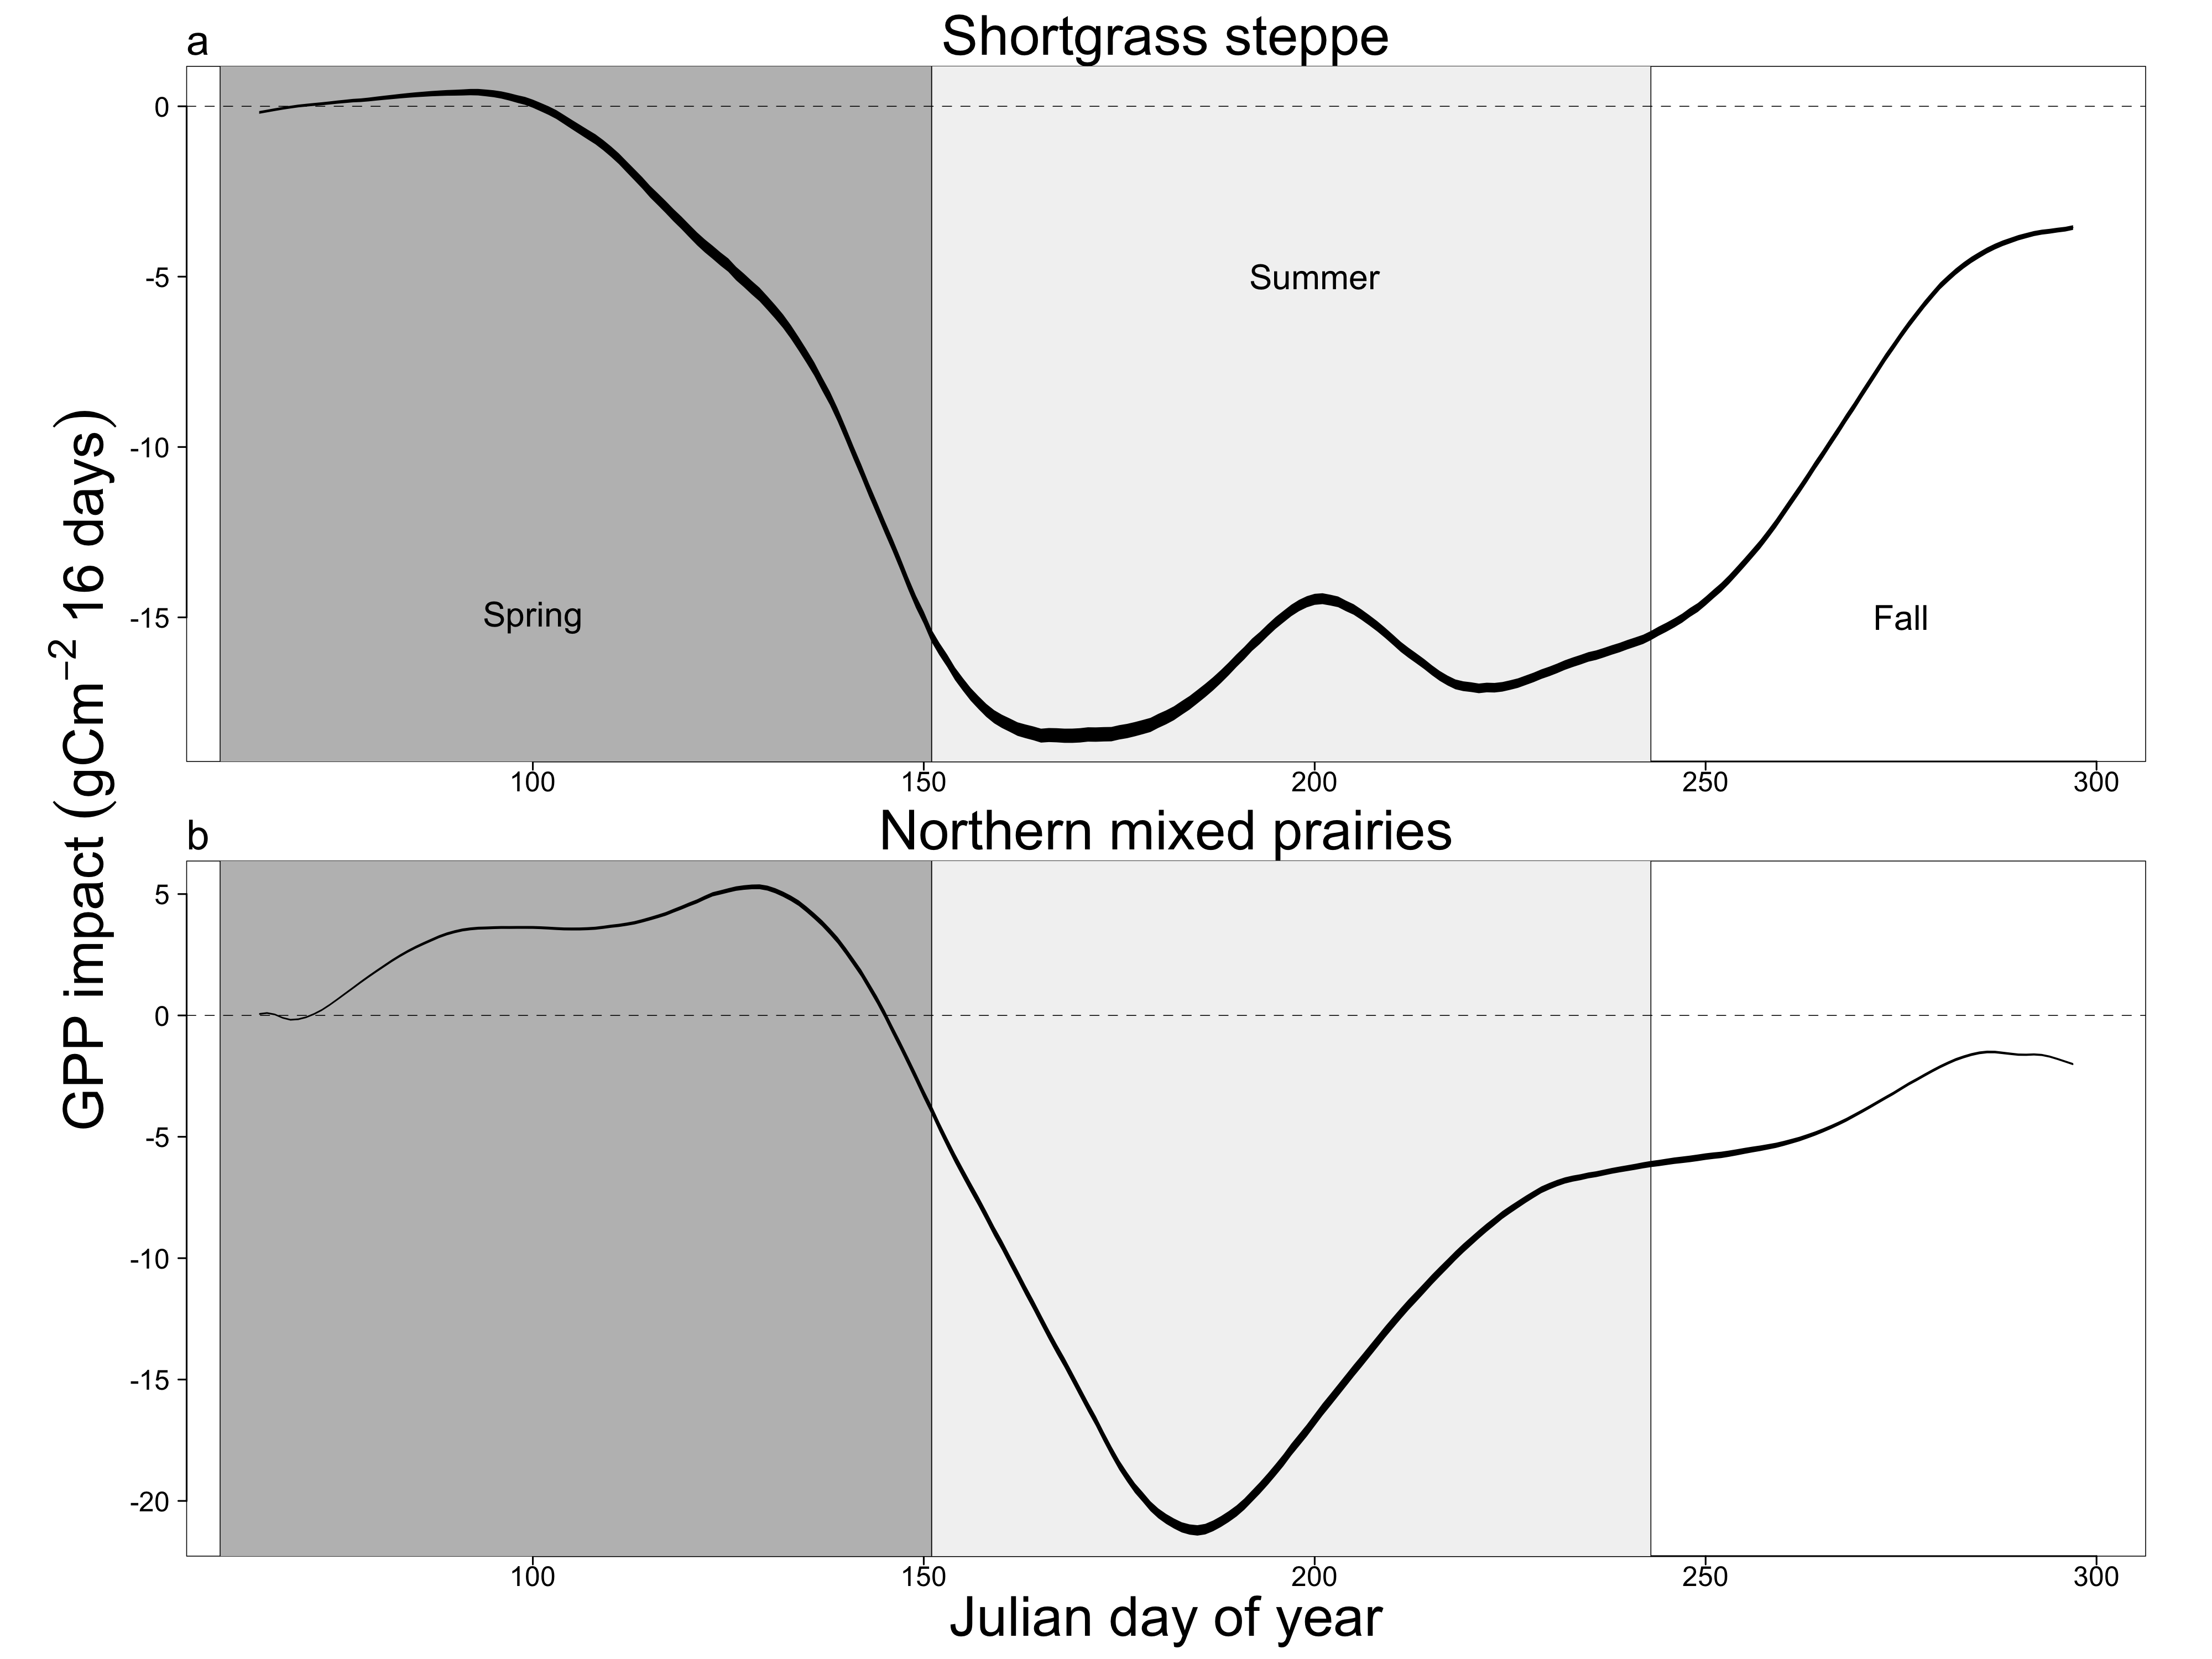 a
Shortgrass steppe
0
-5
-10
-15
Spring
Summer
Fall
100
150
200
250
300
GPP impact (gCm−2 16 days)
b
Northern mixed prairies
5
0
-5
-10
-15
-20
100
150
200
250
300
Julian day of year